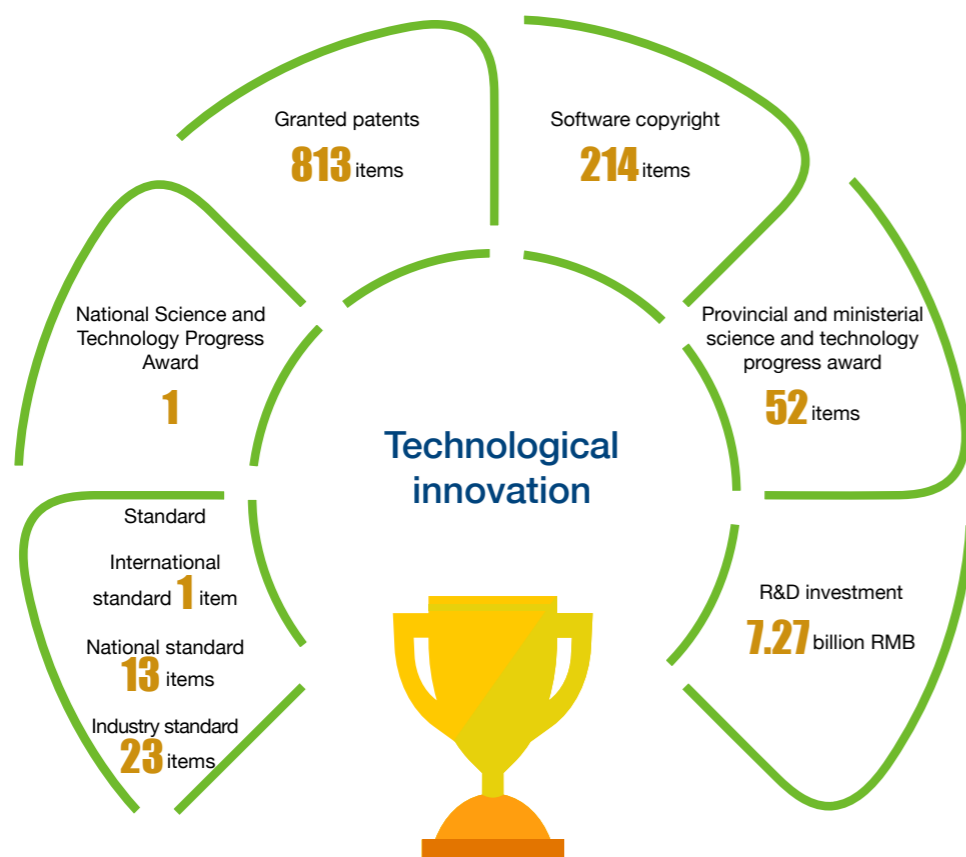 Granted patents
813 items
Software copyright
214 items
National Science and
Technology Progress
Award
1
Provincial and ministerial
science and technology
progress award
52 items
Technological
innovation
Standard
International
standard 1 item
National standard
13 items
Industry standard
23 items
R&D investment
7.27 billion RMB